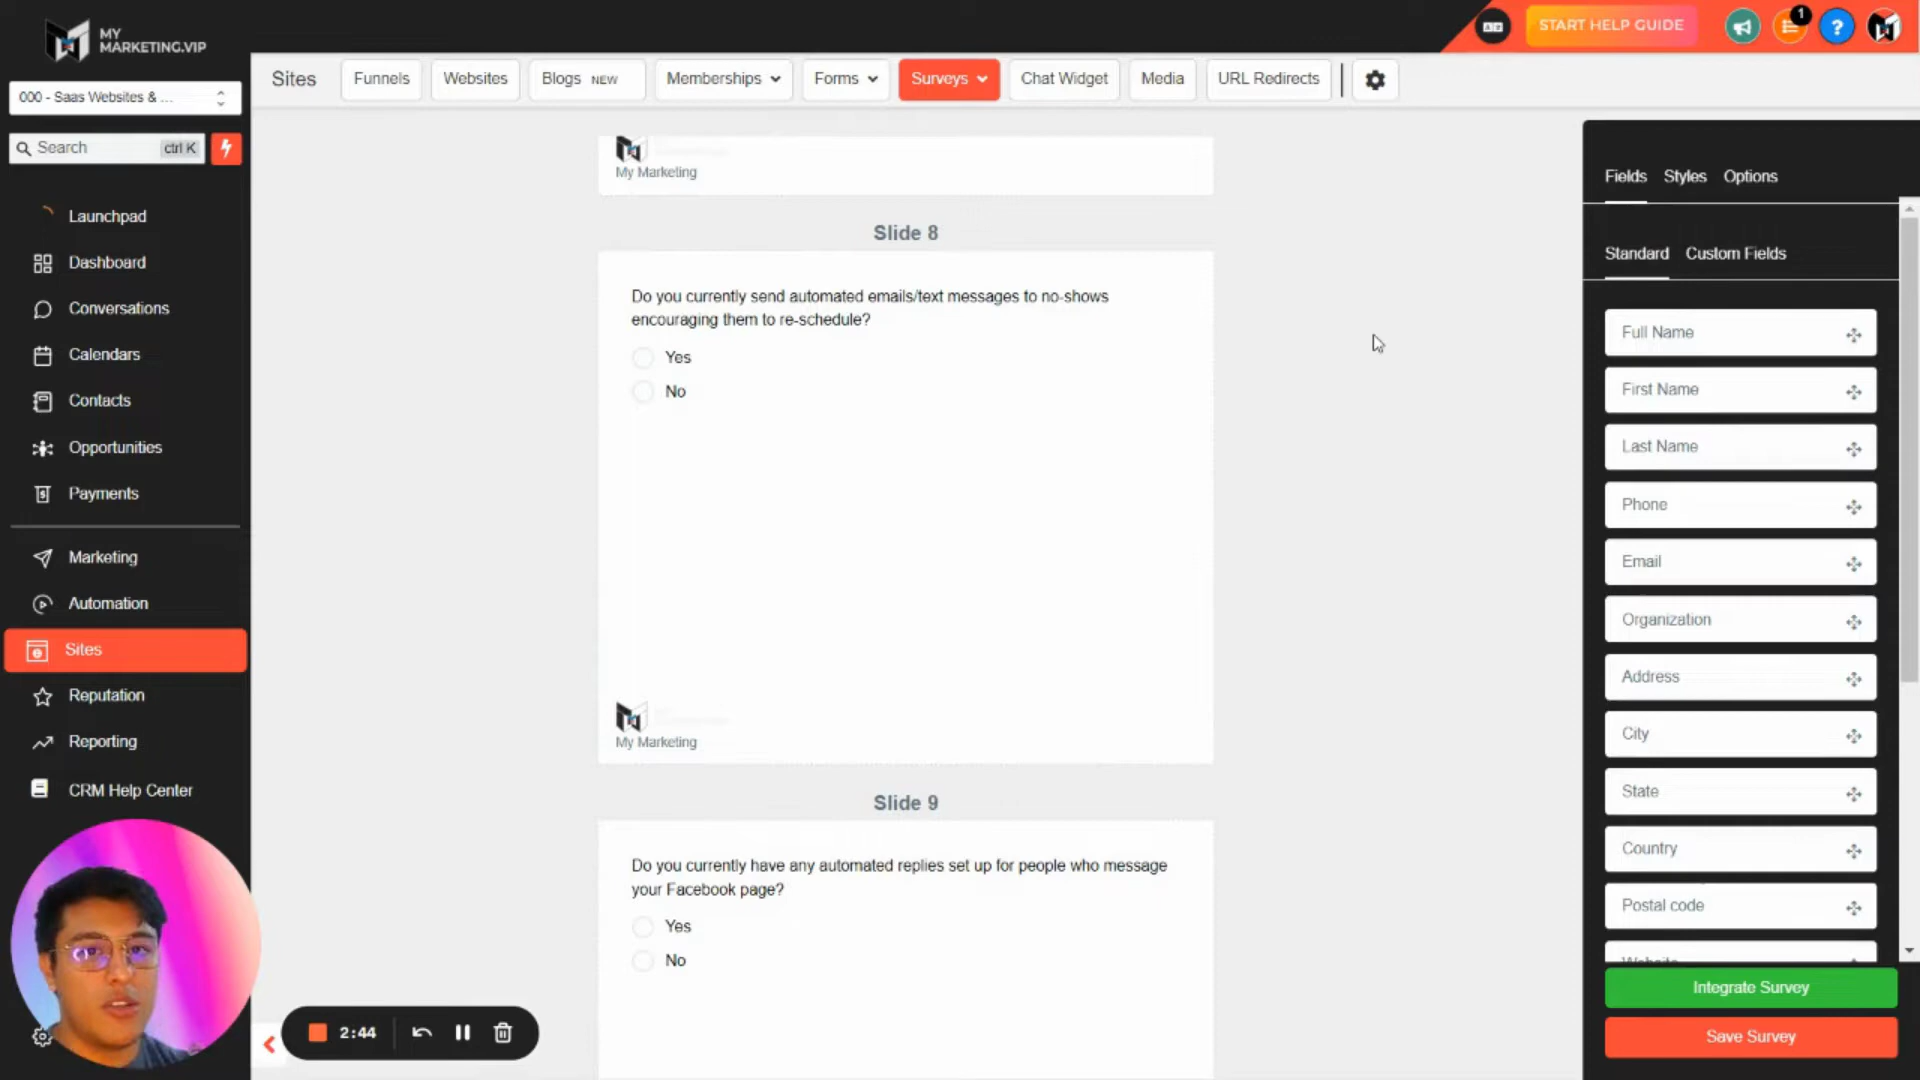 MY
MARKETING.VIP
START HELP GUIDE
1
?
000 - Saas Websites & ...
Search
ctrl K
Sites
Funnels
Websites
Blogs NEW
Memberships
Forms
Surveys
Chat Widget
Media
URL Redirects
Launchpad
Dashboard
Conversations
Calendars
Contacts
Opportunities
Payments
Marketing
Automation
Sites
Reputation
Reporting
CRM Help Center
My Marketing
Slide 8
Do you currently send automated emails/text messages to no-shows
encouraging them to re-schedule?
Yes
No
My Marketing
Slide 9
Do you currently have any automated replies set up for people who message
your Facebook page?
Yes
No
2:44
Fields
Styles
Options
Standard
Custom Fields
Full Name
First Name
Last Name
Phone
Email
Organization
Address
City
State
Country
Postal code
Website
Integrate Survey
Save Survey